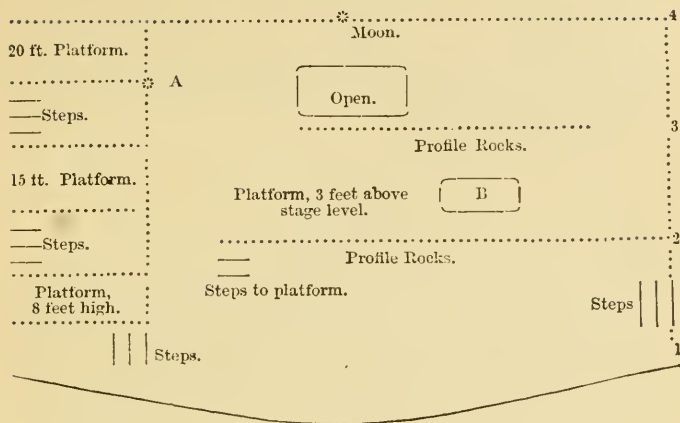 4
Moon.
20 ft. Platform.
A
Open.
Steps.
3
Profile Rocks.
15 ft. Platform.
Platform, 3 feet above
stage level.
B
2
Steps.
Profile Rocks.
Platform,
8 feet high.
Steps to platform.
Steps
1
Steps.